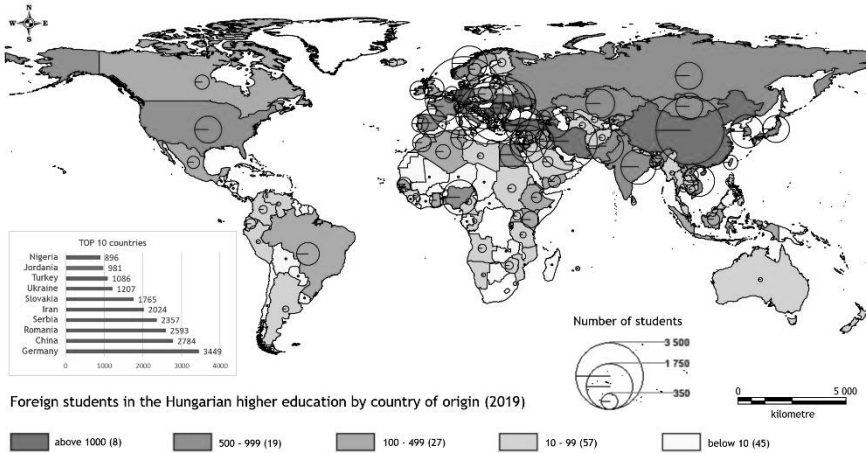 N
W E
S
TOP 10 countries
Nigeria 896
Jordania 981
Turkey 1086
Ukraine 1207
Slovakia 1765
Iran 2024
Serbia 2357
Romania 2593
China 2784
Germany 3449
0 1000 2000 3000 4000
Number of students
3 500
1 750
350
0 5 000
kilometre
Foreign students in the Hungarian higher education by country of origin (2019)
above 1000 (8) 500 - 999 (19) 100 - 499 (27) 10 - 99 (57) below 10 (45)